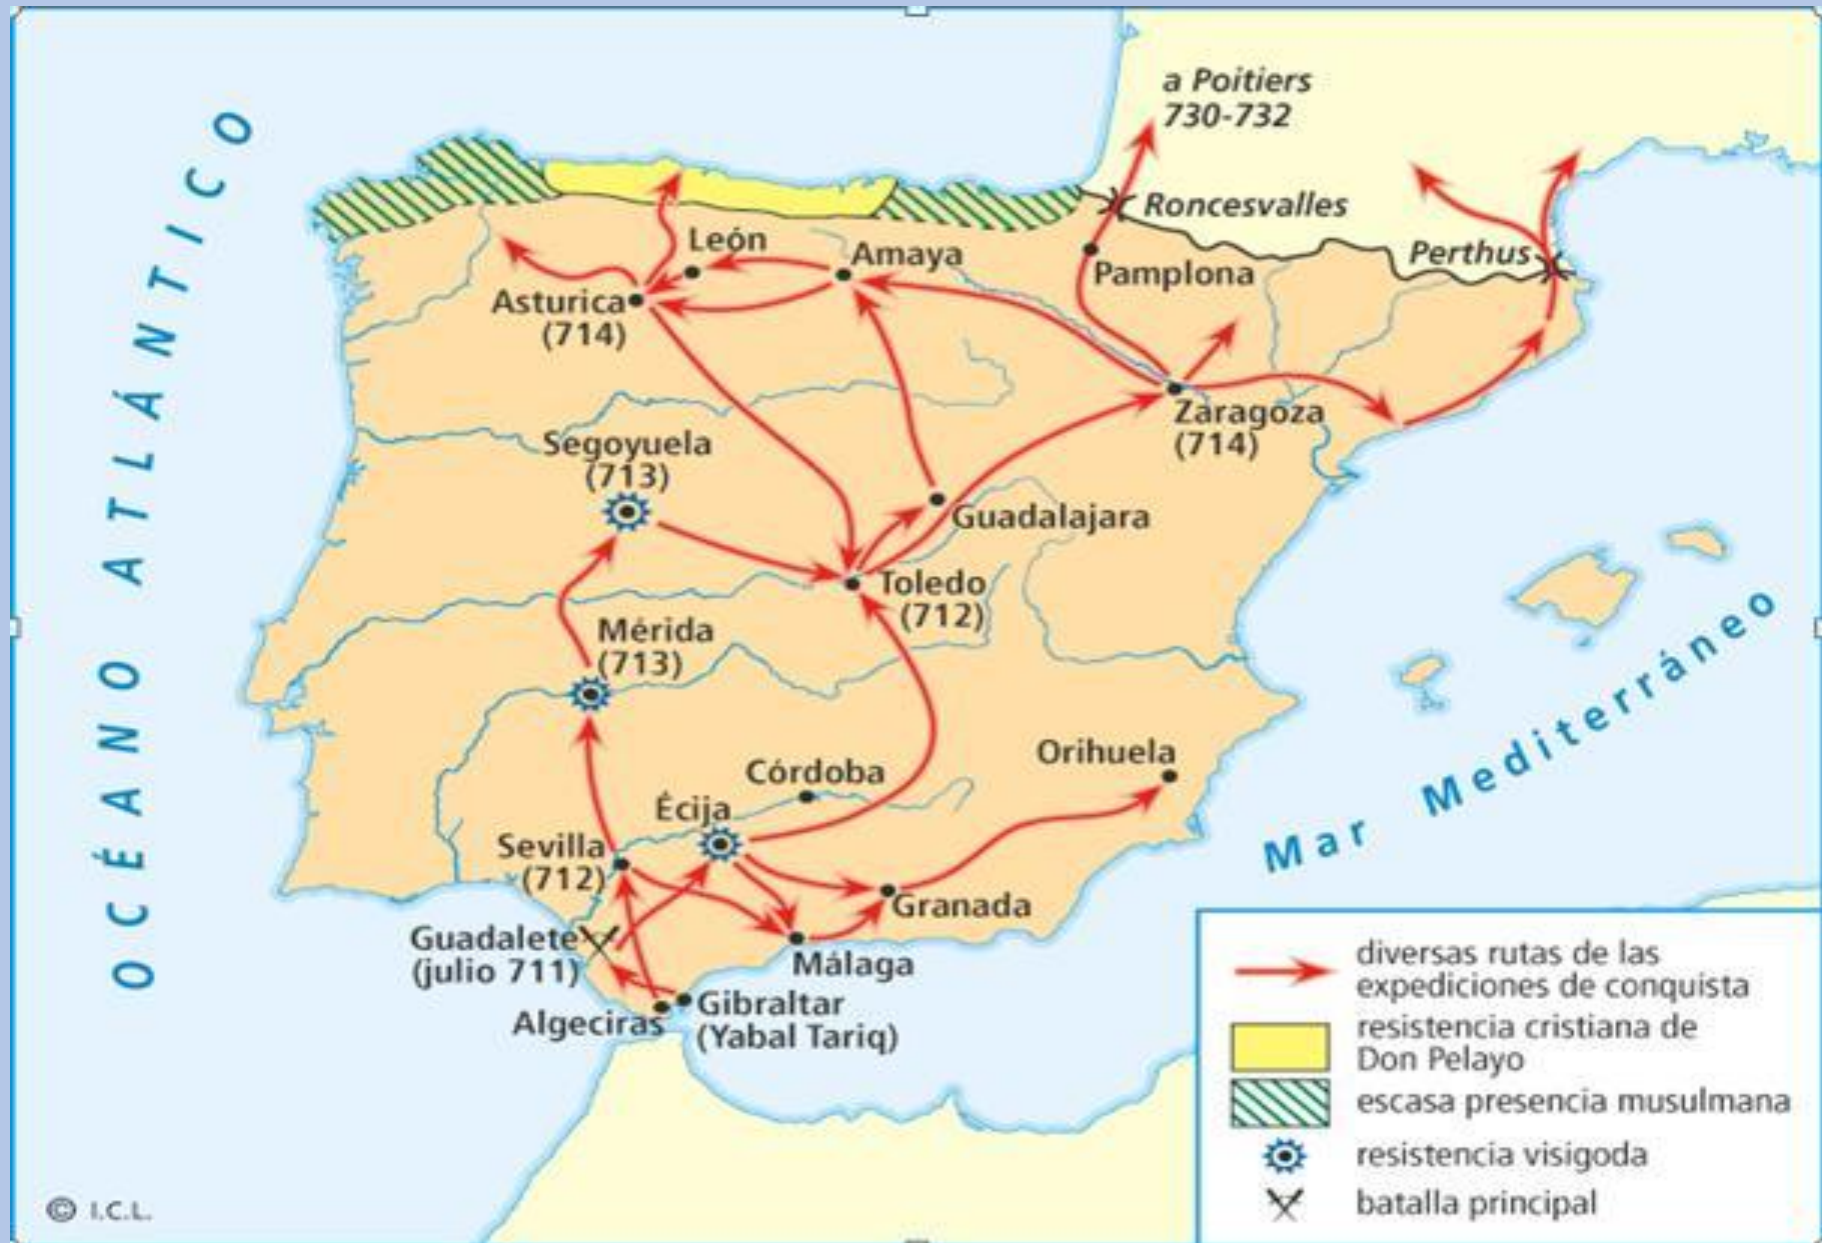 OCÉANO ATLÁNTICO
a Poitiers
730-732
Roncesvalles
Perthus
León
Amaya
Pamplona
Asturica
(714)
Zaragoza
(714)
Segoyuela
(713)
Guadalajara
Toledo
(712)
Mérida
(713)
Mar Mediterráneo
Orihuela
Córdoba
Écija
Sevilla
(712)
Granada
Guadalete
(julio 711)
Málaga
Gibraltar
(Yabal Tariq)
Algeciras
diversas rutas de las
expediciones de conquista
resistencia cristiana de
Don Pelayo
escasa presencia musulmana
resistencia visigoda
batalla principal
© I.C.L.